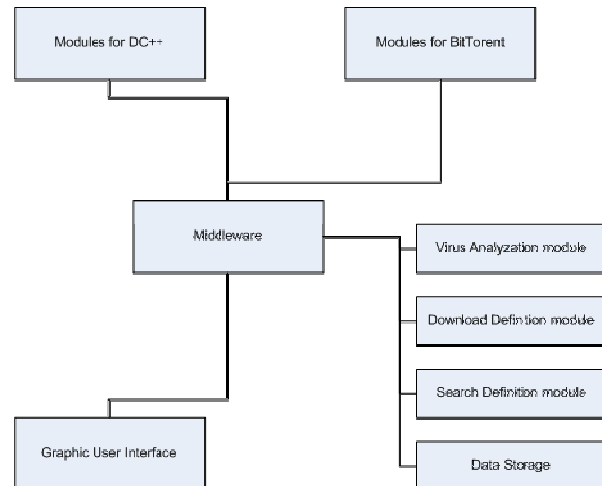 Modules for DC++
Modules for BitTorent
Middleware
Virus Analyzation module
Download Defintion module
Search Definition module
Graphic User Interface
Data Storage